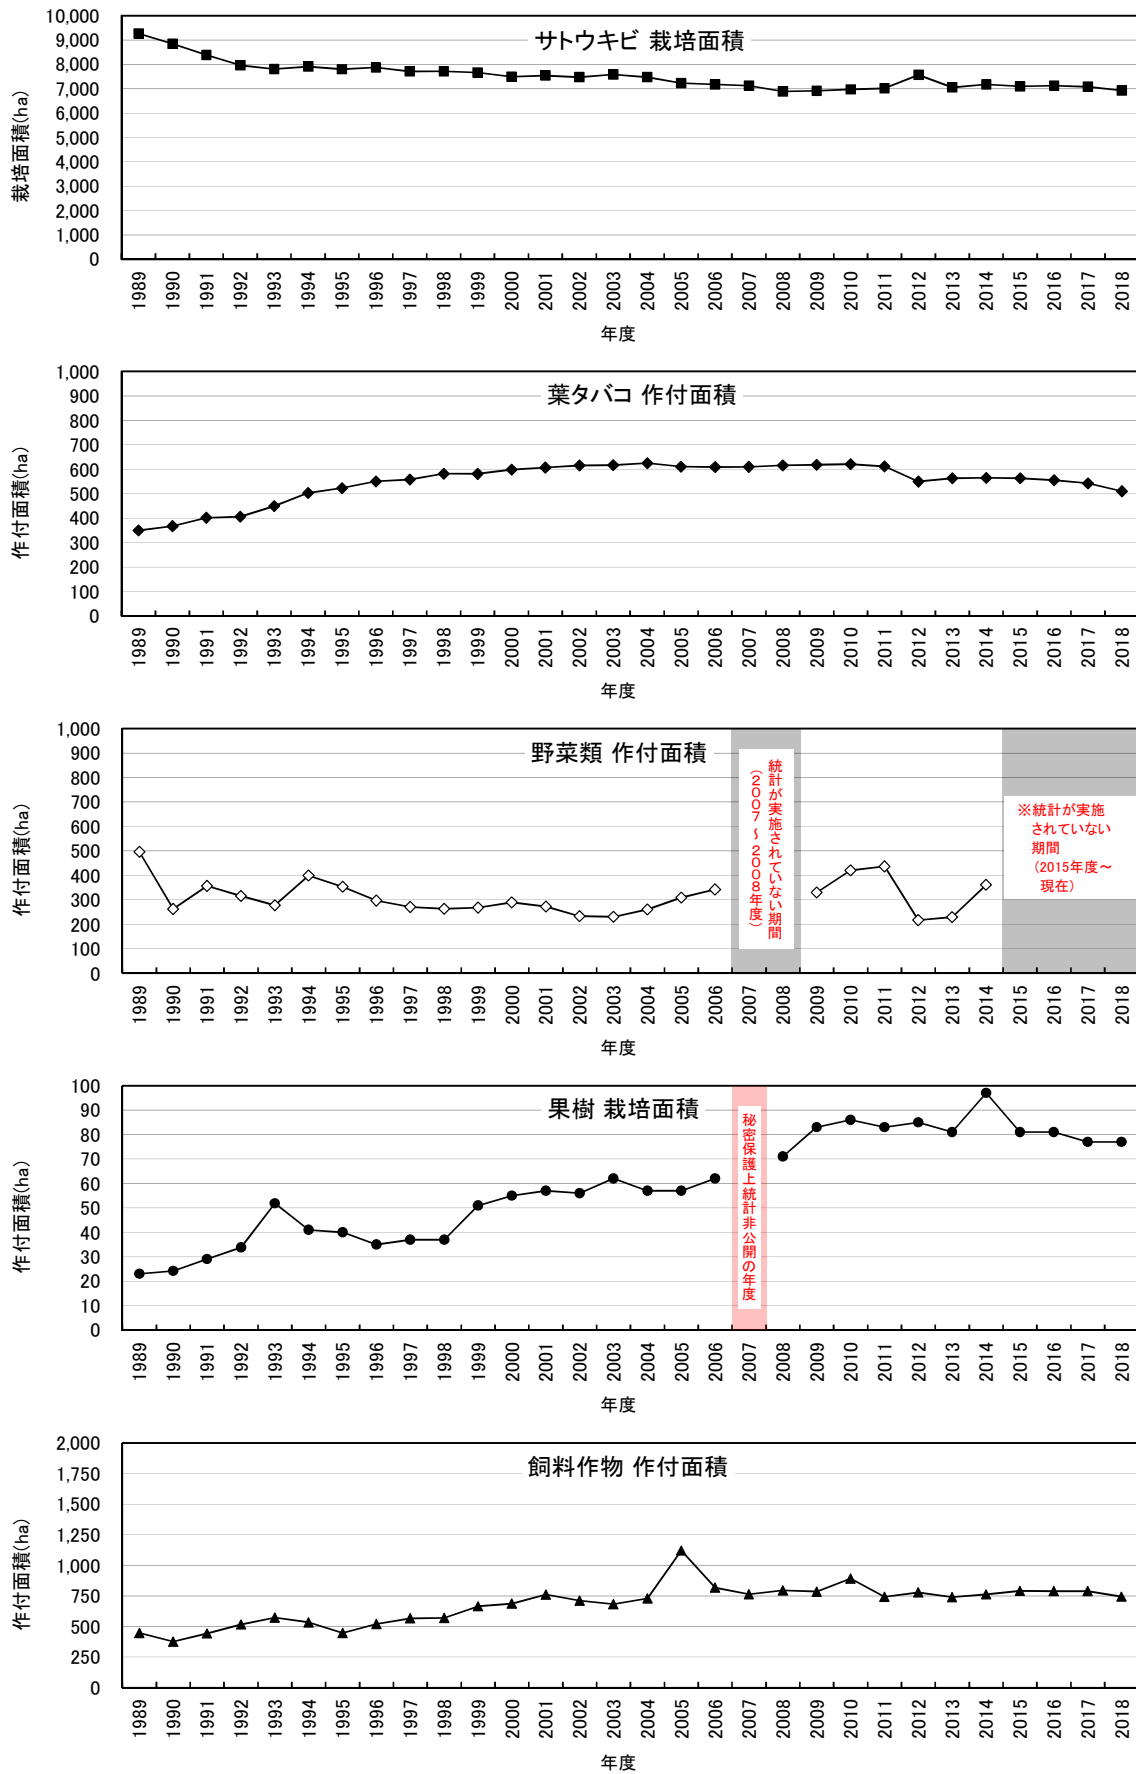 サトウキビ 栽培面積
栽培面積(ha)
10,000
9,000
8,000
7,000
6,000
5,000
4,000
3,000
2,000
1,000
0
1989 1990 1991 1992 1993 1994 1995 1996 1997 1998 1999 2000 2001 2002 2003 2004 2005 2006 2007 2008 2009 2010 2011 2012 2013 2014 2015 2016 2017 2018
年度
葉タバコ 作付面積
作付面積(ha)
1,000
900
800
700
600
500
400
300
200
100
0
1989 1990 1991 1992 1993 1994 1995 1996 1997 1998 1999 2000 2001 2002 2003 2004 2005 2006 2007 2008 2009 2010 2011 2012 2013 2014 2015 2016 2017 2018
年度
野菜類 作付面積
作付面積(ha)
1,000
900
800
700
600
500
400
300
200
100
0
統計が実施されていない期間
(2007~2008年度)
※統計が実施
されていない
期間
(2015年度~
現在)
1989 1990 1991 1992 1993 1994 1995 1996 1997 1998 1999 2000 2001 2002 2003 2004 2005 2006 2007 2008 2009 2010 2011 2012 2013 2014 2015 2016 2017 2018
年度
果樹 栽培面積
作付面積(ha)
100
90
80
70
60
50
40
30
20
10
0
秘密保護上統計非公開の年度
1989 1990 1991 1992 1993 1994 1995 1996 1997 1998 1999 2000 2001 2002 2003 2004 2005 2006 2007 2008 2009 2010 2011 2012 2013 2014 2015 2016 2017 2018
年度
飼料作物 作付面積
作付面積(ha)
2,000
1,750
1,500
1,250
1,000
750
500
250
0
1989 1990 1991 1992 1993 1994 1995 1996 1997 1998 1999 2000 2001 2002 2003 2004 2005 2006 2007 2008 2009 2010 2011 2012 2013 2014 2015 2016 2017 2018
年度